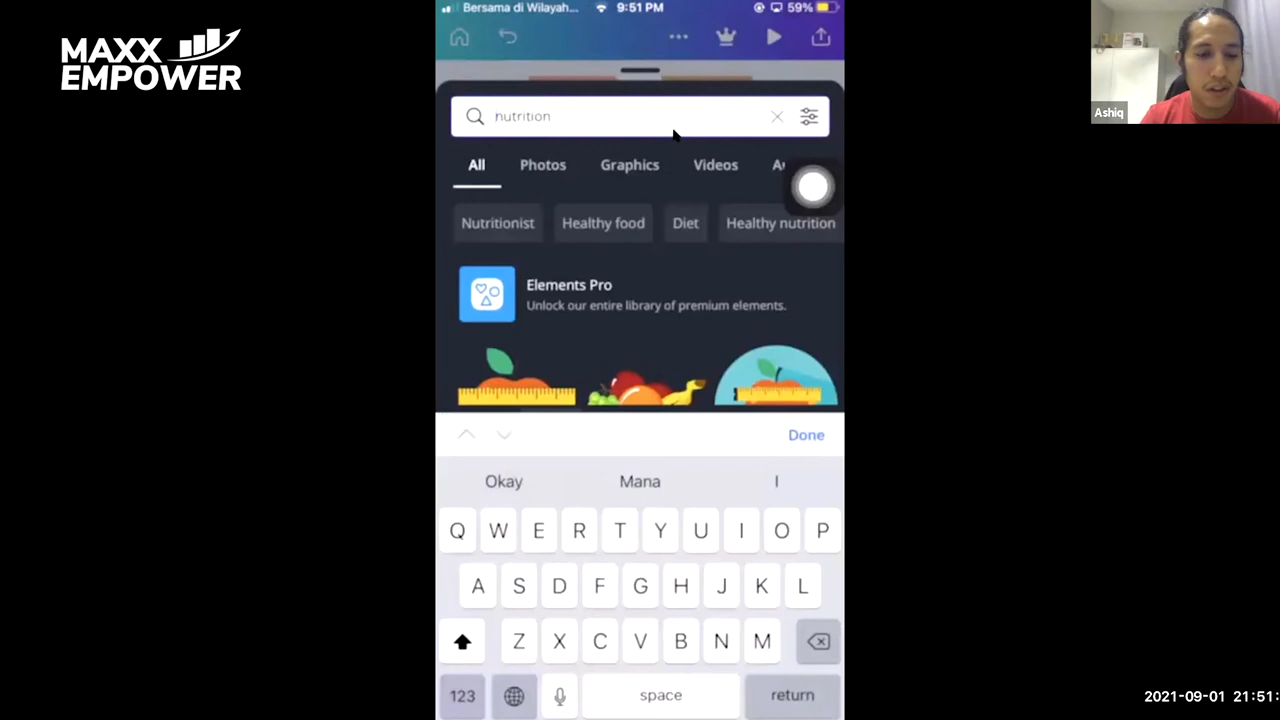 MAXX
EMPOWER
Bersama di Wilayah... 9:51 PM 59%
nutrition
All Photos Graphics Videos
Nutritionist Healthy food Diet Healthy nutrition
Elements Pro
Unlock our entire library of premium elements.
Done
Okay Mana I
Q W E R T Y U I O P
A S D F G H J K L
Z X C V B N M
123 space return
Ashiq
2021-09-01 21:51: